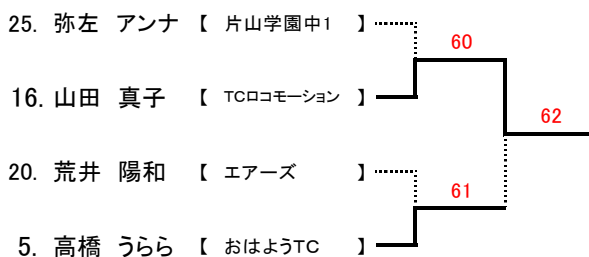 25. 弥左 アンナ 【 片山学園中1 】
60
16. 山田 真子 【 TCロコモーション 】
62
20. 荒井 陽和 【 エアーズ 】
61
5. 高橋 うらら 【 おはようTC 】